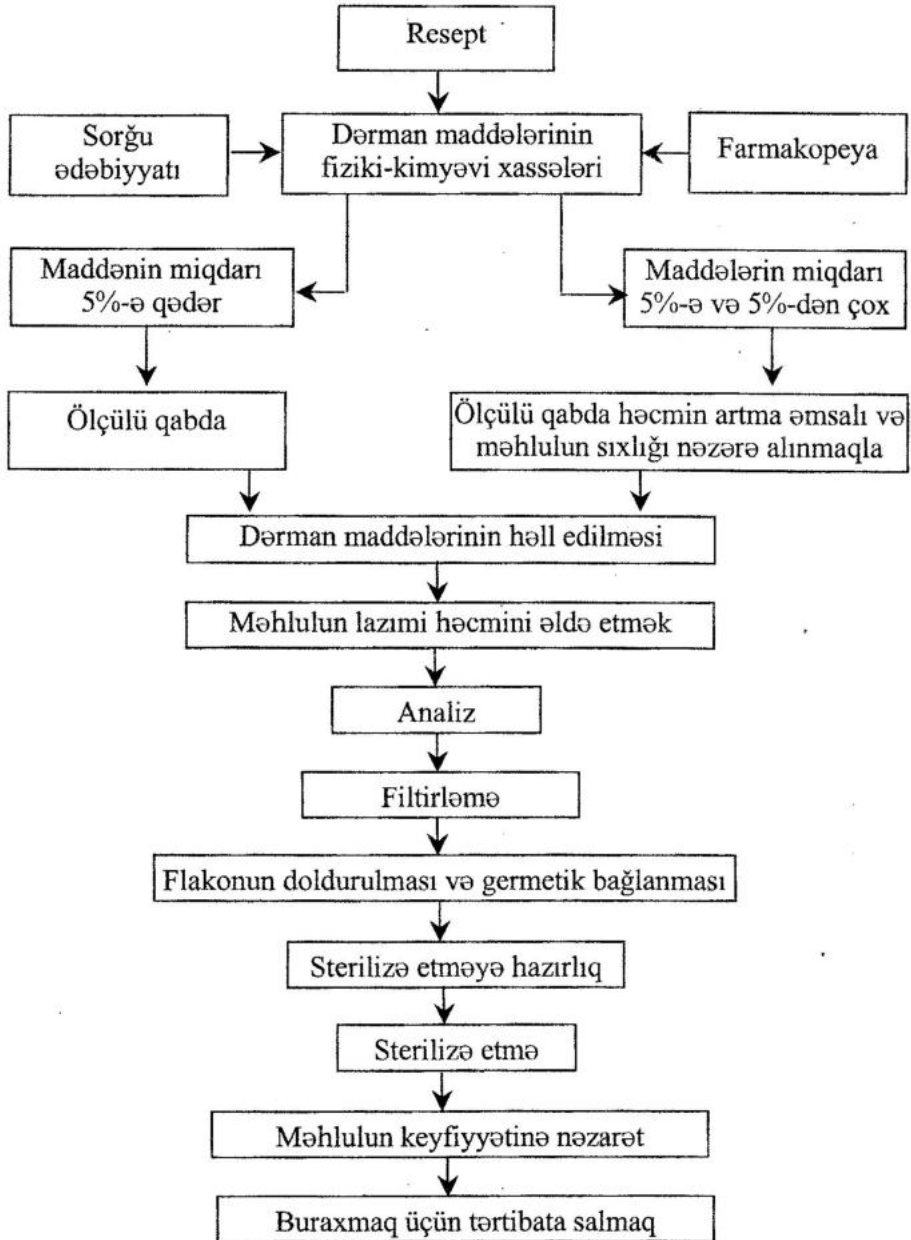 Resept
Sorğu
ədəbiyyatı
Dərman maddələrinin
fiziki-kimyəvi xassələri
Farmakopeya
Maddənin miqdarı
5%-ə qədər
Maddələrin miqdarı
5%-ə və 5%-dən çox
Ölçülü qabda
Ölçülü qabda həcmin artma əmsalı və
məhlulun sıxlığı nəzərə alınmaqla
Dərman maddələrinin həll edilməsi
Məhlulun lazımi həcmini əldə etmək
Analiz
Filtirləmə
Flakonun doldurulması və germetik bağlanması
Sterilizə etməyə hazırlıq
Sterilizə etmə
Məhlulun keyfiyyətinə nəzarət
Buraxmaq üçün tərtibata salmaq